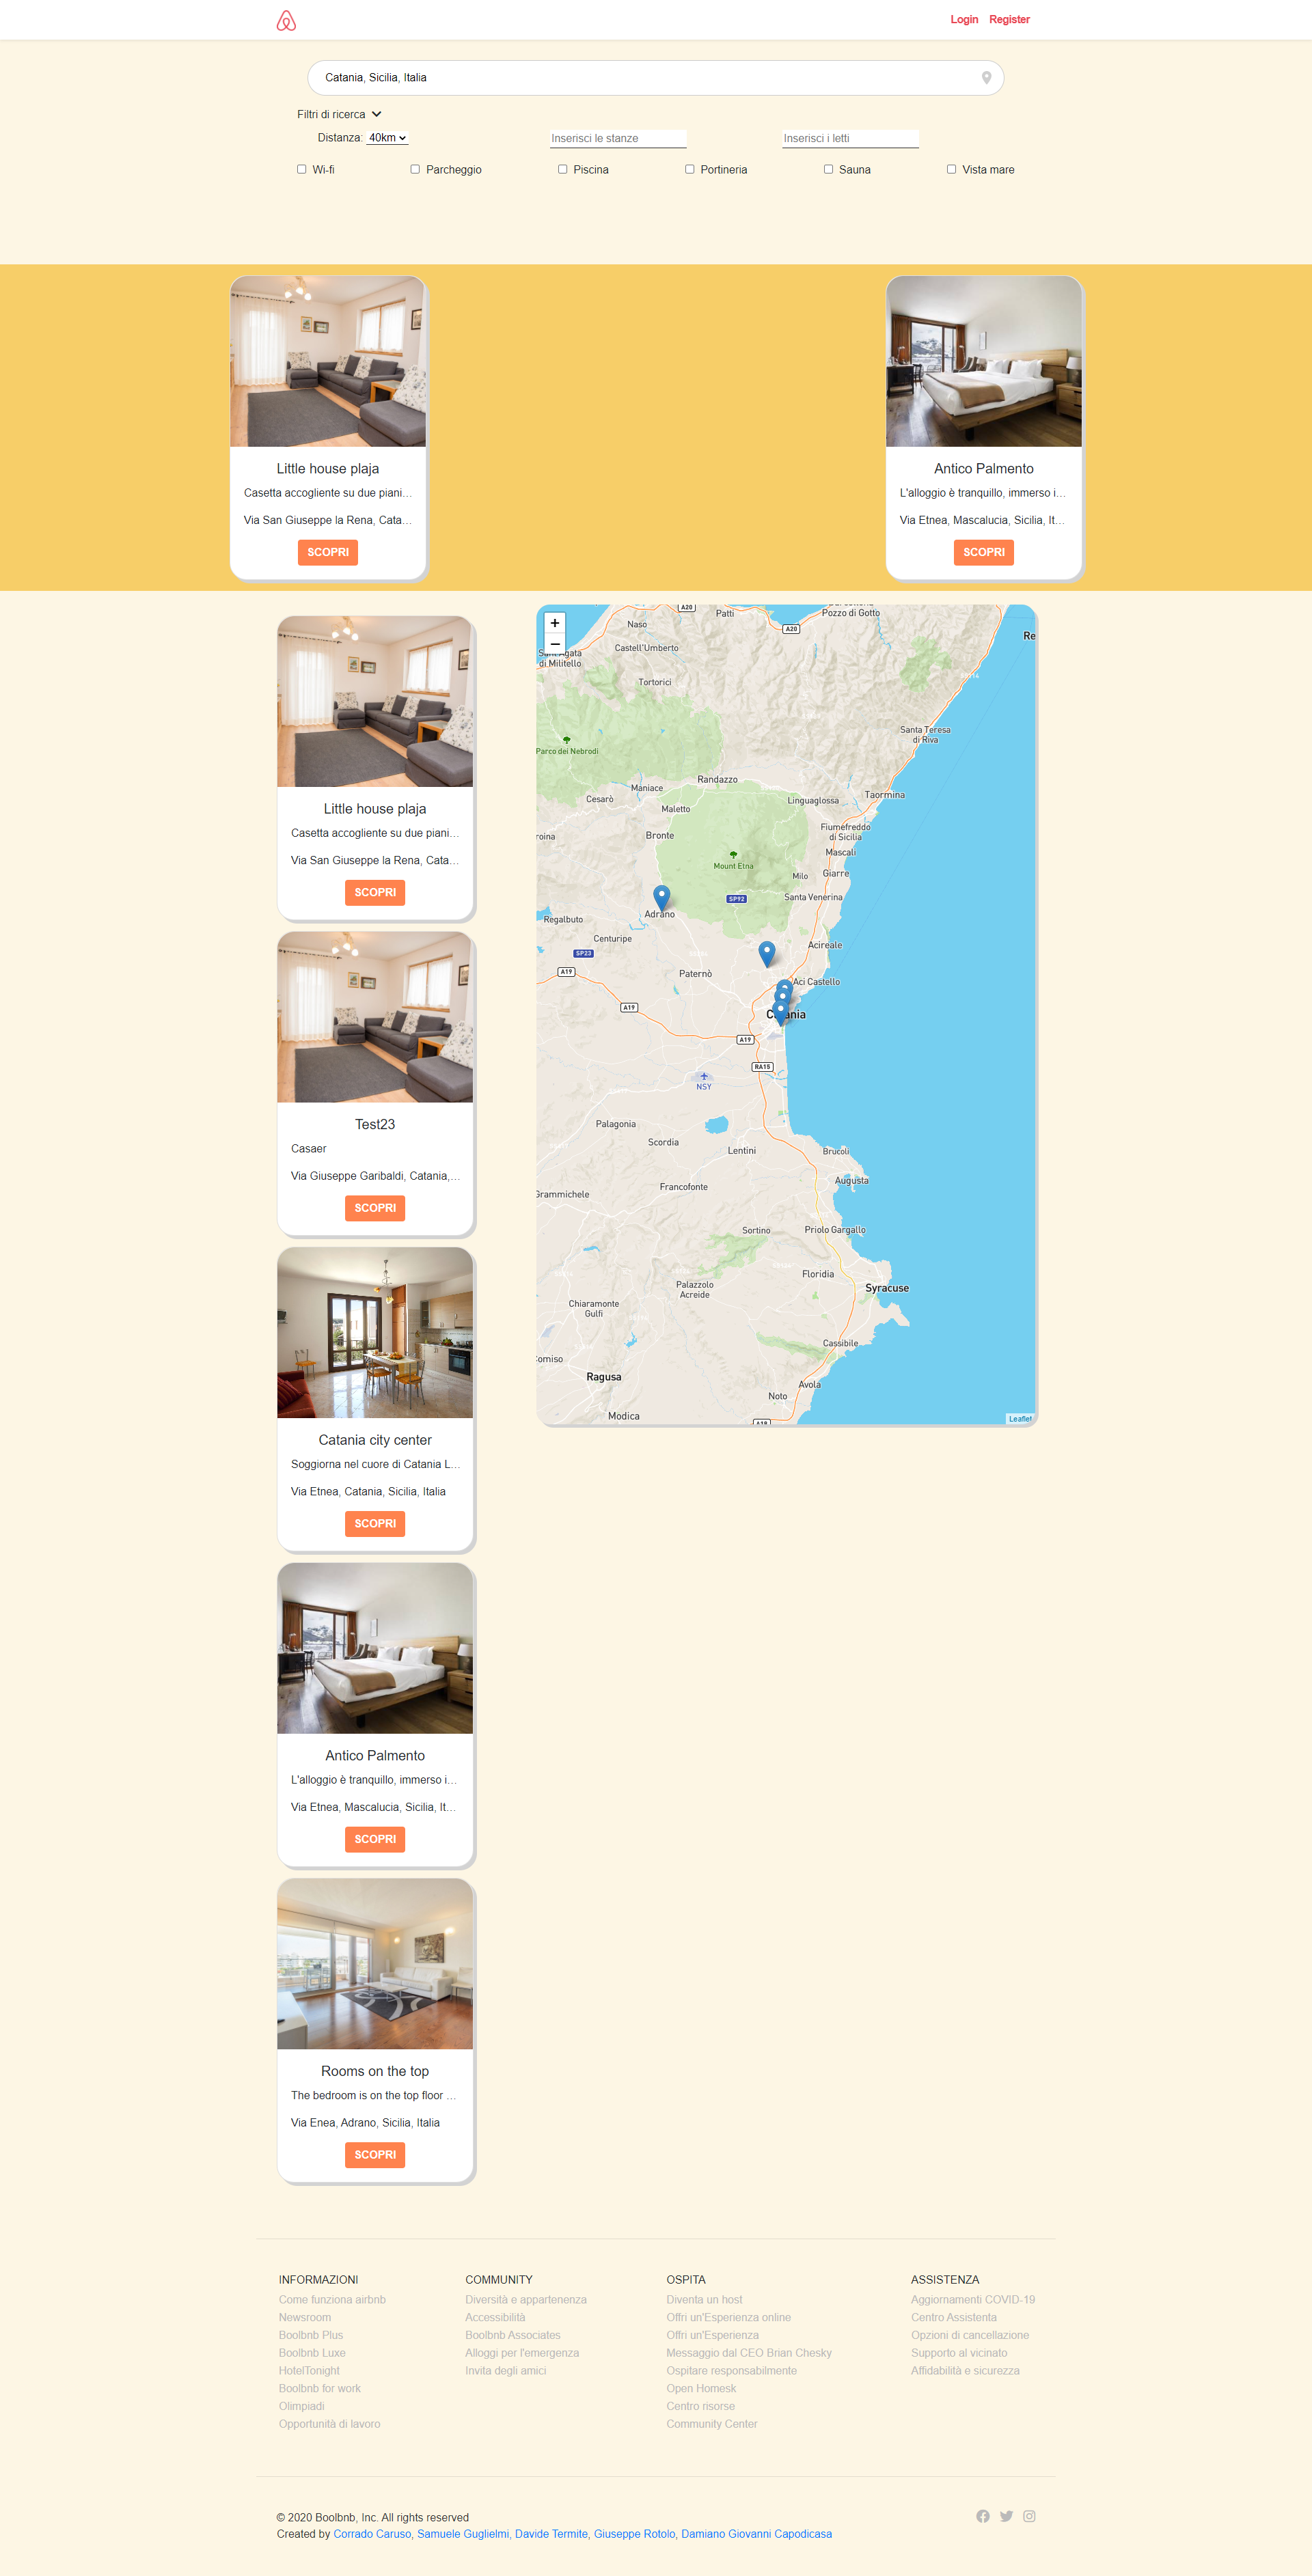 Login Register
Catania, Sicilia, Italia
Filtri di ricerca
Distanza: 40km
Inserisci le stanze
Inserisci i letti
Wi-fi
Parcheggio
Piscina
Portineria
Sauna
Vista mare
Little house plaja
Casetta accogliente su due piani...
Via San Giuseppe la Rena, Cata...
SCOPRI
Antico Palmento
L'alloggio è tranquillo, immerso i...
Via Etnea, Mascalucia, Sicilia, It...
SCOPRI
Little house plaja
Casetta accogliente su due piani...
Via San Giuseppe la Rena, Cata...
SCOPRI
Test23
Casaer
Via Giuseppe Garibaldi, Catania,...
SCOPRI
Catania city center
Soggiorna nel cuore di Catania L...
Via Etnea, Catania, Sicilia, Italia
SCOPRI
Antico Palmento
L'alloggio è tranquillo, immerso i...
Via Etnea, Mascalucia, Sicilia, It...
SCOPRI
Rooms on the top
The bedroom is on the top floor ...
Via Enea, Adrano, Sicilia, Italia
SCOPRI
+
−
A20
Patti
Pozzo di Gotto
Naso
A20
Re
Castell'Umberto
di Militello
Tortorici
Santa Teresa
di Riva
Parco dei Nebrodi
Randazzo
Maniace
Cesarò
Maletto
Linguaglossa
Taormina
Bronte
Fiumefreddo
di Sicilia
roina
Mascali
Mount Etna
Milo
Giarre
SP92
Santa Venerina
Adrano
Regalbuto
Centuripe
Acireale
SP23
A19
Paternò
Aci Castello
A19
A19
RA15
NSY
Palagonia
Scordia
Lentini
Brucoli
Augusta
Grammichele
Francofonte
Sortino
Priolo Gargallo
Floridia
Palazzolo
Acreide
Syracuse
Chiaramonte
Gulfi
Cassibile
Comiso
Ragusa
Avola
Noto
Modica
A18
Leaflet
INFORMAZIONI
Come funziona airbnb
Newsroom
Boolbnb Plus
Boolbnb Luxe
HotelTonight
Boolbnb for work
Olimpiadi
Opportunità di lavoro
COMMUNITY
Diversità e appartenenza
Accessibilità
Boolbnb Associates
Alloggi per l'emergenza
Invita degli amici
OSPITA
Diventa un host
Offri un'Esperienza online
Offri un'Esperienza
Messaggio dal CEO Brian Chesky
Ospitare responsabilmente
Open Homesk
Centro risorse
Community Center
ASSISTENZA
Aggiornamenti COVID-19
Centro Assistenta
Opzioni di cancellazione
Supporto al vicinato
Affidabilità e sicurezza
© 2020 Boolbnb, Inc. All rights reserved
Created by Corrado Caruso, Samuele Guglielmi, Davide Termite, Giuseppe Rotolo, Damiano Giovanni Capodicasa